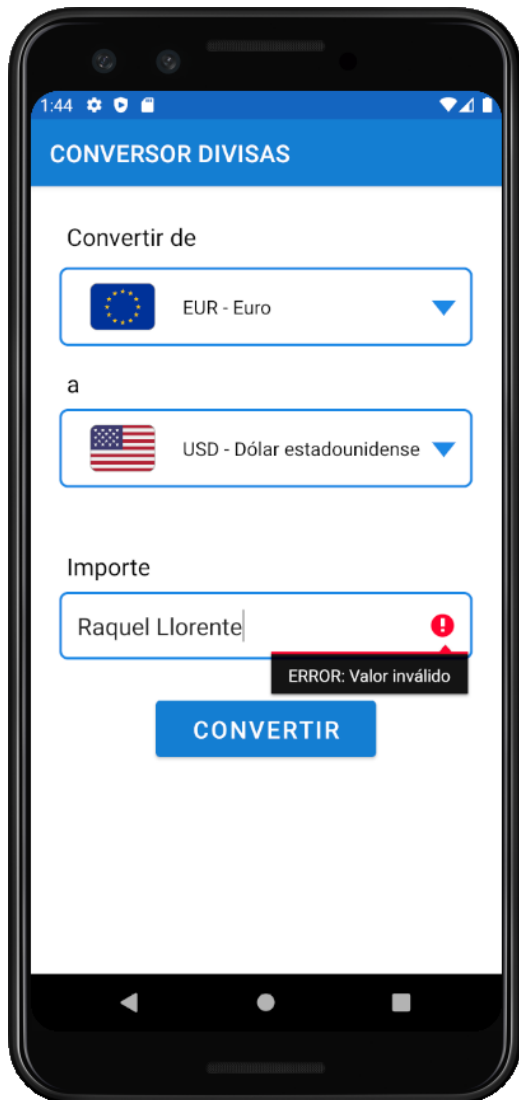 1:44
CONVERSOR DIVISAS
Convertir de
EUR - Euro
a
USD - Dólar estadounidense
Importe
Raquel Llorente
ERROR: Valor inválido
CONVERTIR